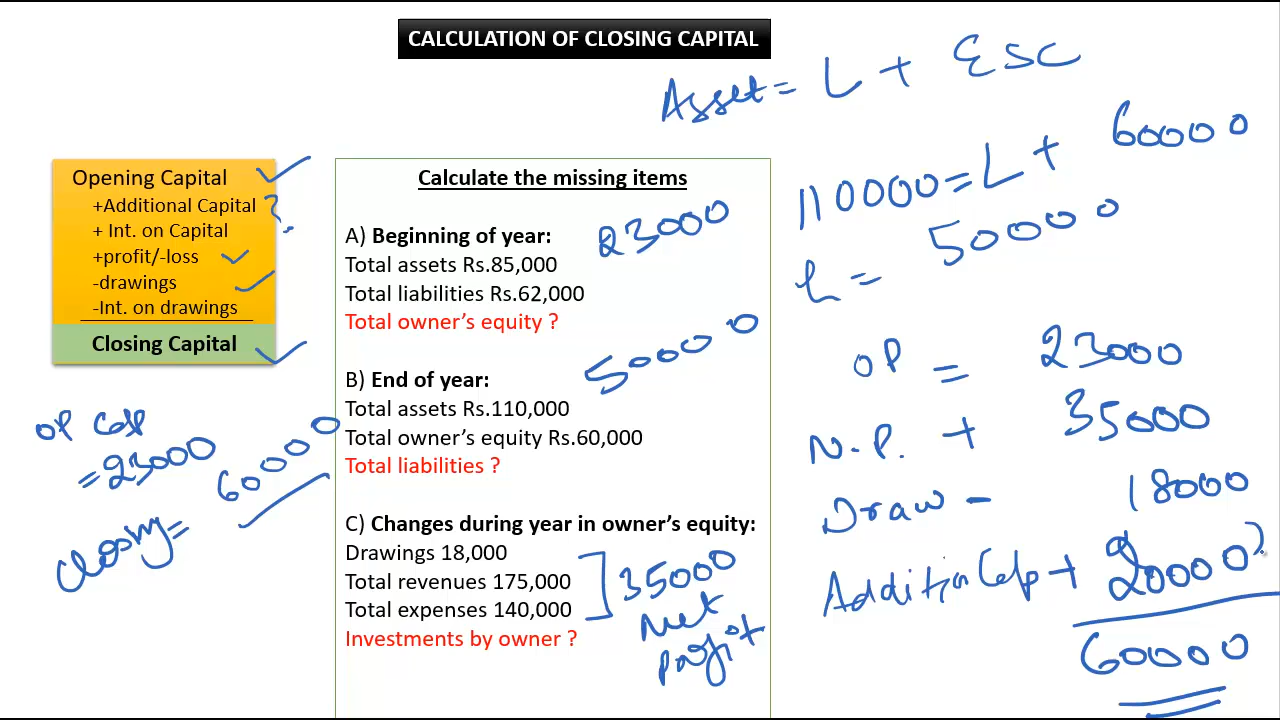 CALCULATION OF CLOSING CAPITAL
Asset = L + ESC
110000 = L + 60000
L = 50000
Opening Capital
+Additional Capital ?
+ Int. on Capital
+profit/-loss
-drawings
-Int. on drawings
Closing Capital
OP Cap
= 23000
Closing = 60000
Calculate the missing items
A) Beginning of year:
23000
Total assets Rs.85,000
Total liabilities Rs.62,000
Total owner's equity ?
50000
B) End of year:
Total assets Rs.110,000
Total owner's equity Rs.60,000
Total liabilities ?
C) Changes during year in owner's equity:
Drawings 18,000
Total revenues 175,000
Total expenses 140,000
Investments by owner ?
35000
Net
Profit
OP = 23000
N.P. + 35000
Draw - 18000
Addition Cap + 20000?
60000